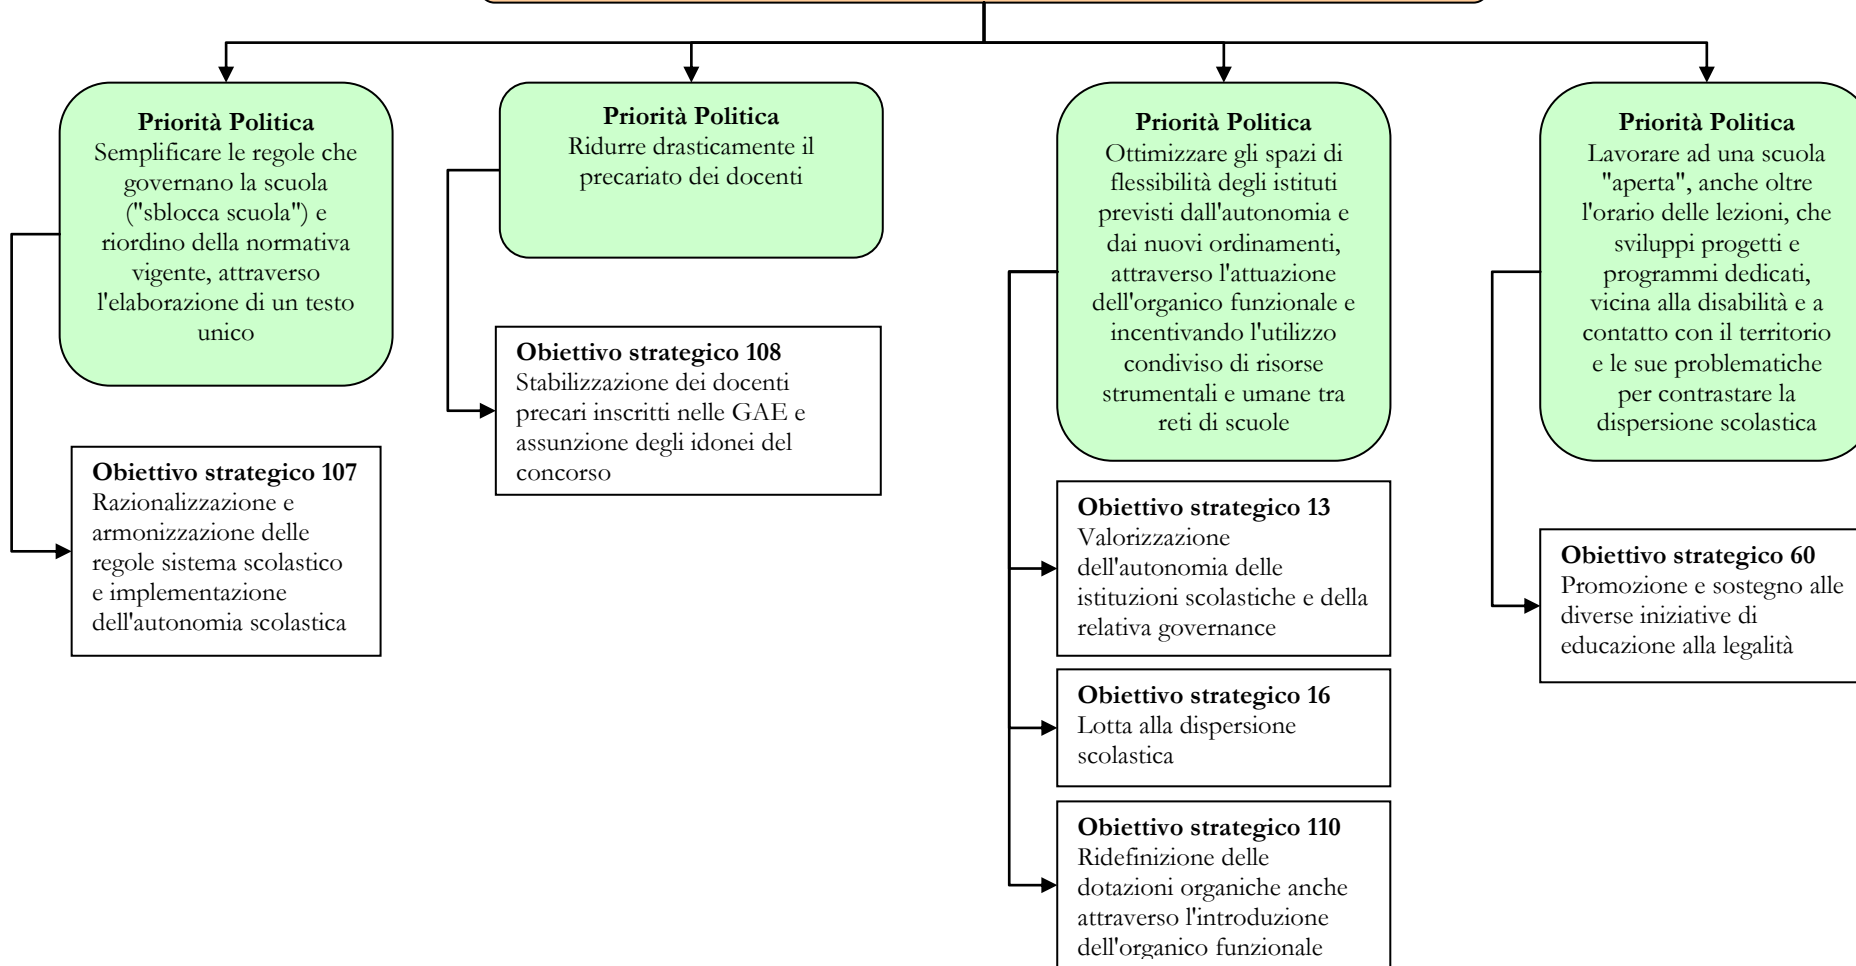 Priorità Politica
Semplificare le regole che
governano la scuola
("sblocca scuola") e
riordino della normativa
vigente, attraverso
l'elaborazione di un testo
unico
Obiettivo strategico 107
Razionalizzazione e
armonizzazione delle
regole sistema scolastico
e implementazione
dell'autonomia scolastica
Priorità Politica
Ridurre drasticamente il
precariato dei docenti
Obiettivo strategico 108
Stabilizzazione dei docenti
precari inscritti nelle GAE e
assunzione degli idonei del
concorso
Priorità Politica
Ottimizzare gli spazi di
flessibilità degli istituti
previsti dall'autonomia e
dai nuovi ordinamenti,
attraverso l'attuazione
dell'organico funzionale e
incentivando l'utilizzo
condiviso di risorse
strumentali e umane tra
reti di scuole
Obiettivo strategico 13
Valorizzazione
dell'autonomia delle
istituzioni scolastiche e della
relativa governance
Obiettivo strategico 16
Lotta alla dispersione
scolastica
Obiettivo strategico 110
Ridefinizione delle
dotazioni organiche anche
attraverso l'introduzione
dell'organico funzionale
Priorità Politica
Lavorare ad una scuola
"aperta", anche oltre
l'orario delle lezioni, che
sviluppi progetti e
programmi dedicati,
vicina alla disabilità e a
contatto con il territorio
e le sue problematiche
per contrastare la
dispersione scolastica
Obiettivo strategico 60
Promozione e sostegno alle
diverse iniziative di
educazione alla legalità